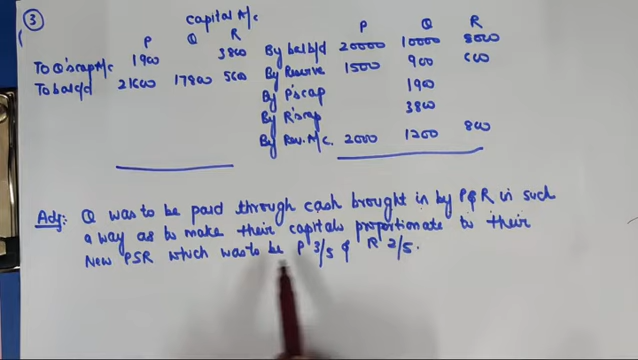 3
Capital A/c
P Q R P Q R
To Q's cap A/c 1900 3800 By bal b/d 20000 10000 8000
To bal c/d 21600 17800 5600 By Reserve 1500 900 600
By P's cap 1900
By R's cap 3800
By Rev. A/c. 2000 1200 800
Adj: Q was to be paid through cash brought in by P & R in such
a way as to make their capitals proportionate to their
New PSR which was to be P 3/5 & R 2/5.